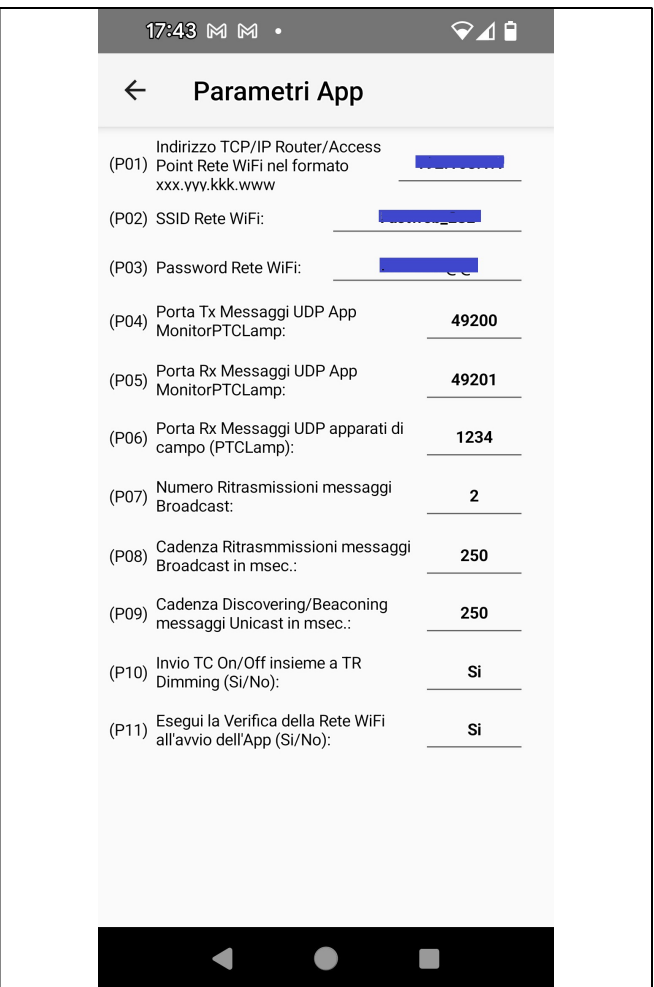 17:43
Parametri App
Indirizzo TCP/IP Router/Access
(P01) Point Rete WiFi nel formato
xxx.yyy.kkk.www
(P02) SSID Rete WiFi:
(P03) Password Rete WiFi:
Porta Tx Messaggi UDP App
(P04) MonitorPTCLamp: 49200
Porta Rx Messaggi UDP App
(P05) MonitorPTCLamp: 49201
Porta Rx Messaggi UDP apparati di
(P06) campo (PTCLamp): 1234
Numero Ritrasmissioni messaggi
(P07) Broadcast: 2
Cadenza Ritrasmmissioni messaggi
(P08) Broadcast in msec.: 250
Cadenza Discovering/Beaconing
(P09) messaggi Unicast in msec.: 250
Invio TC On/Off insieme a TR
(P10) Dimming (Si/No): Si
Esegui la Verifica della Rete WiFi
(P11) all'avvio dell'App (Si/No): Si